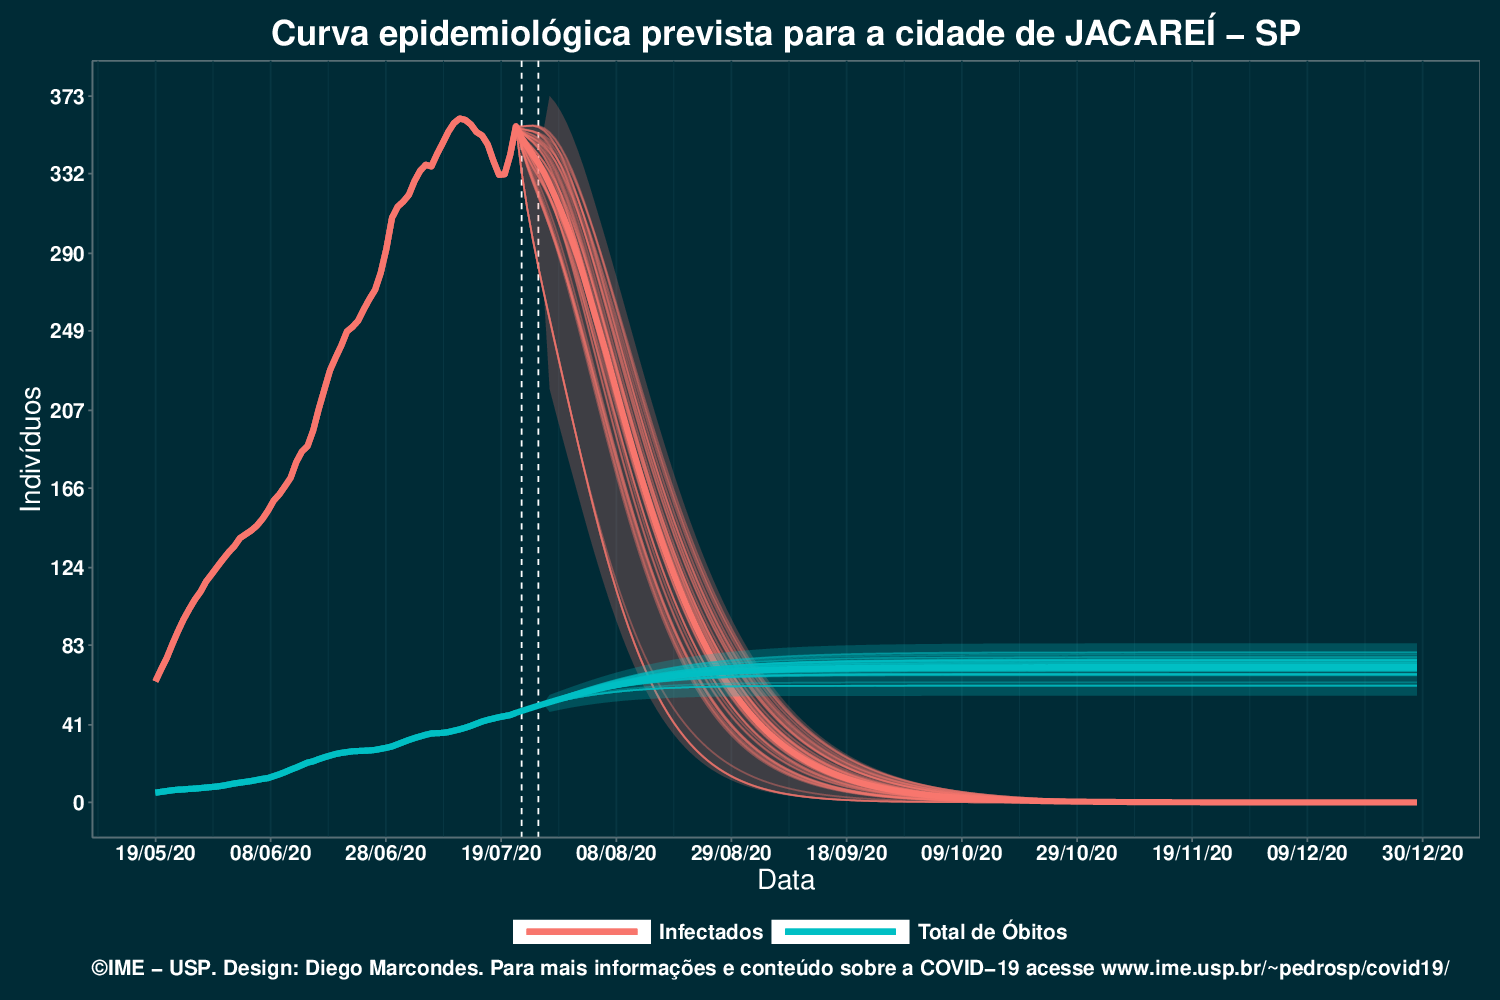 Curva epidemiológica prevista para a cidade de JACAREÍ – SP
Indivíduos
373
332
290
249
207
166
124
83
41
0
19/05/20 08/06/20 28/06/20 19/07/20 08/08/20 29/08/20 18/09/20 09/10/20 29/10/20 19/11/20 09/12/20 30/12/20
Data
Infectados Total de Óbitos
©IME – USP. Design: Diego Marcondes. Para mais informações e conteúdo sobre a COVID–19 acesse www.ime.usp.br/~pedrosp/covid19/